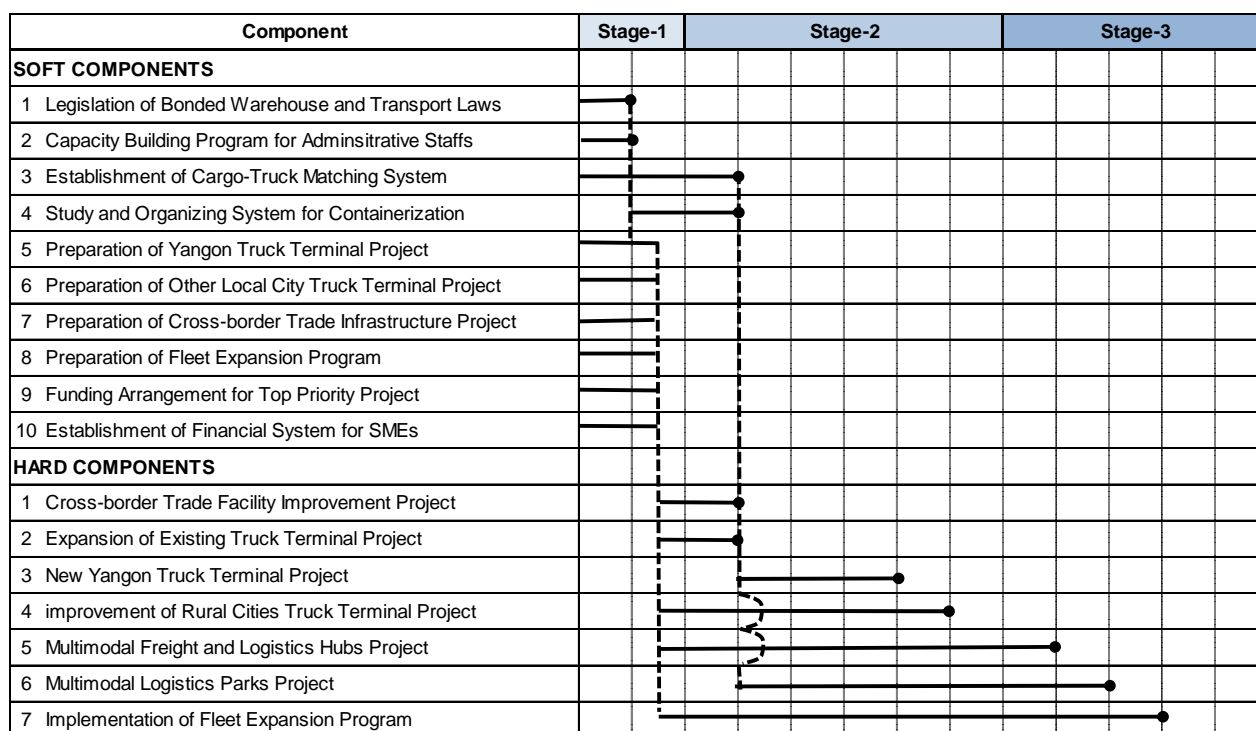 Component Stage-1 Stage-2 Stage-3
SOFT COMPONENTS
1 Legislation of Bonded Warehouse and Transport Laws
2 Capacity Building Program for Adminsitrative Staffs
3 Establishment of Cargo-Truck Matching System
4 Study and Organizing System for Containerization
5 Preparation of Yangon Truck Terminal Project
6 Preparation of Other Local City Truck Terminal Project
7 Preparation of Cross-border Trade Infrastructure Project
8 Preparation of Fleet Expansion Program
9 Funding Arrangement for Top Priority Project
10 Establishment of Financial System for SMEs
HARD COMPONENTS
1 Cross-border Trade Facility Improvement Project
2 Expansion of Existing Truck Terminal Project
3 New Yangon Truck Terminal Project
4 improvement of Rural Cities Truck Terminal Project
5 Multimodal Freight and Logistics Hubs Project
6 Multimodal Logistics Parks Project
7 Implementation of Fleet Expansion Program